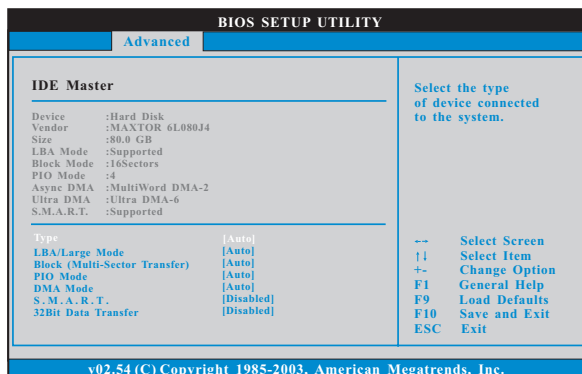 BIOS SETUP UTILITY
Advanced
IDE Master
Device :Hard Disk
Vendor :MAXTOR 6L080J4
Size :80.0 GB
LBA Mode :Supported
Block Mode :16Sectors
PIO Mode :4
Async DMA :MultiWord DMA-2
Ultra DMA :Ultra DMA-6
S.M.A.R.T. :Supported
Type [Auto]
LBA/Large Mode [Auto]
Block (Multi-Sector Transfer) [Auto]
PIO Mode [Auto]
DMA Mode [Auto]
S.M.A.R.T. [Disabled]
32Bit Data Transfer [Disabled]
Select the type
of device connected
to the system.
←→ Select Screen
↑↓ Select Item
+- Change Option
F1 General Help
F9 Load Defaults
F10 Save and Exit
ESC Exit
v02.54 (C) Copyright 1985-2003, American Megatrends, Inc.